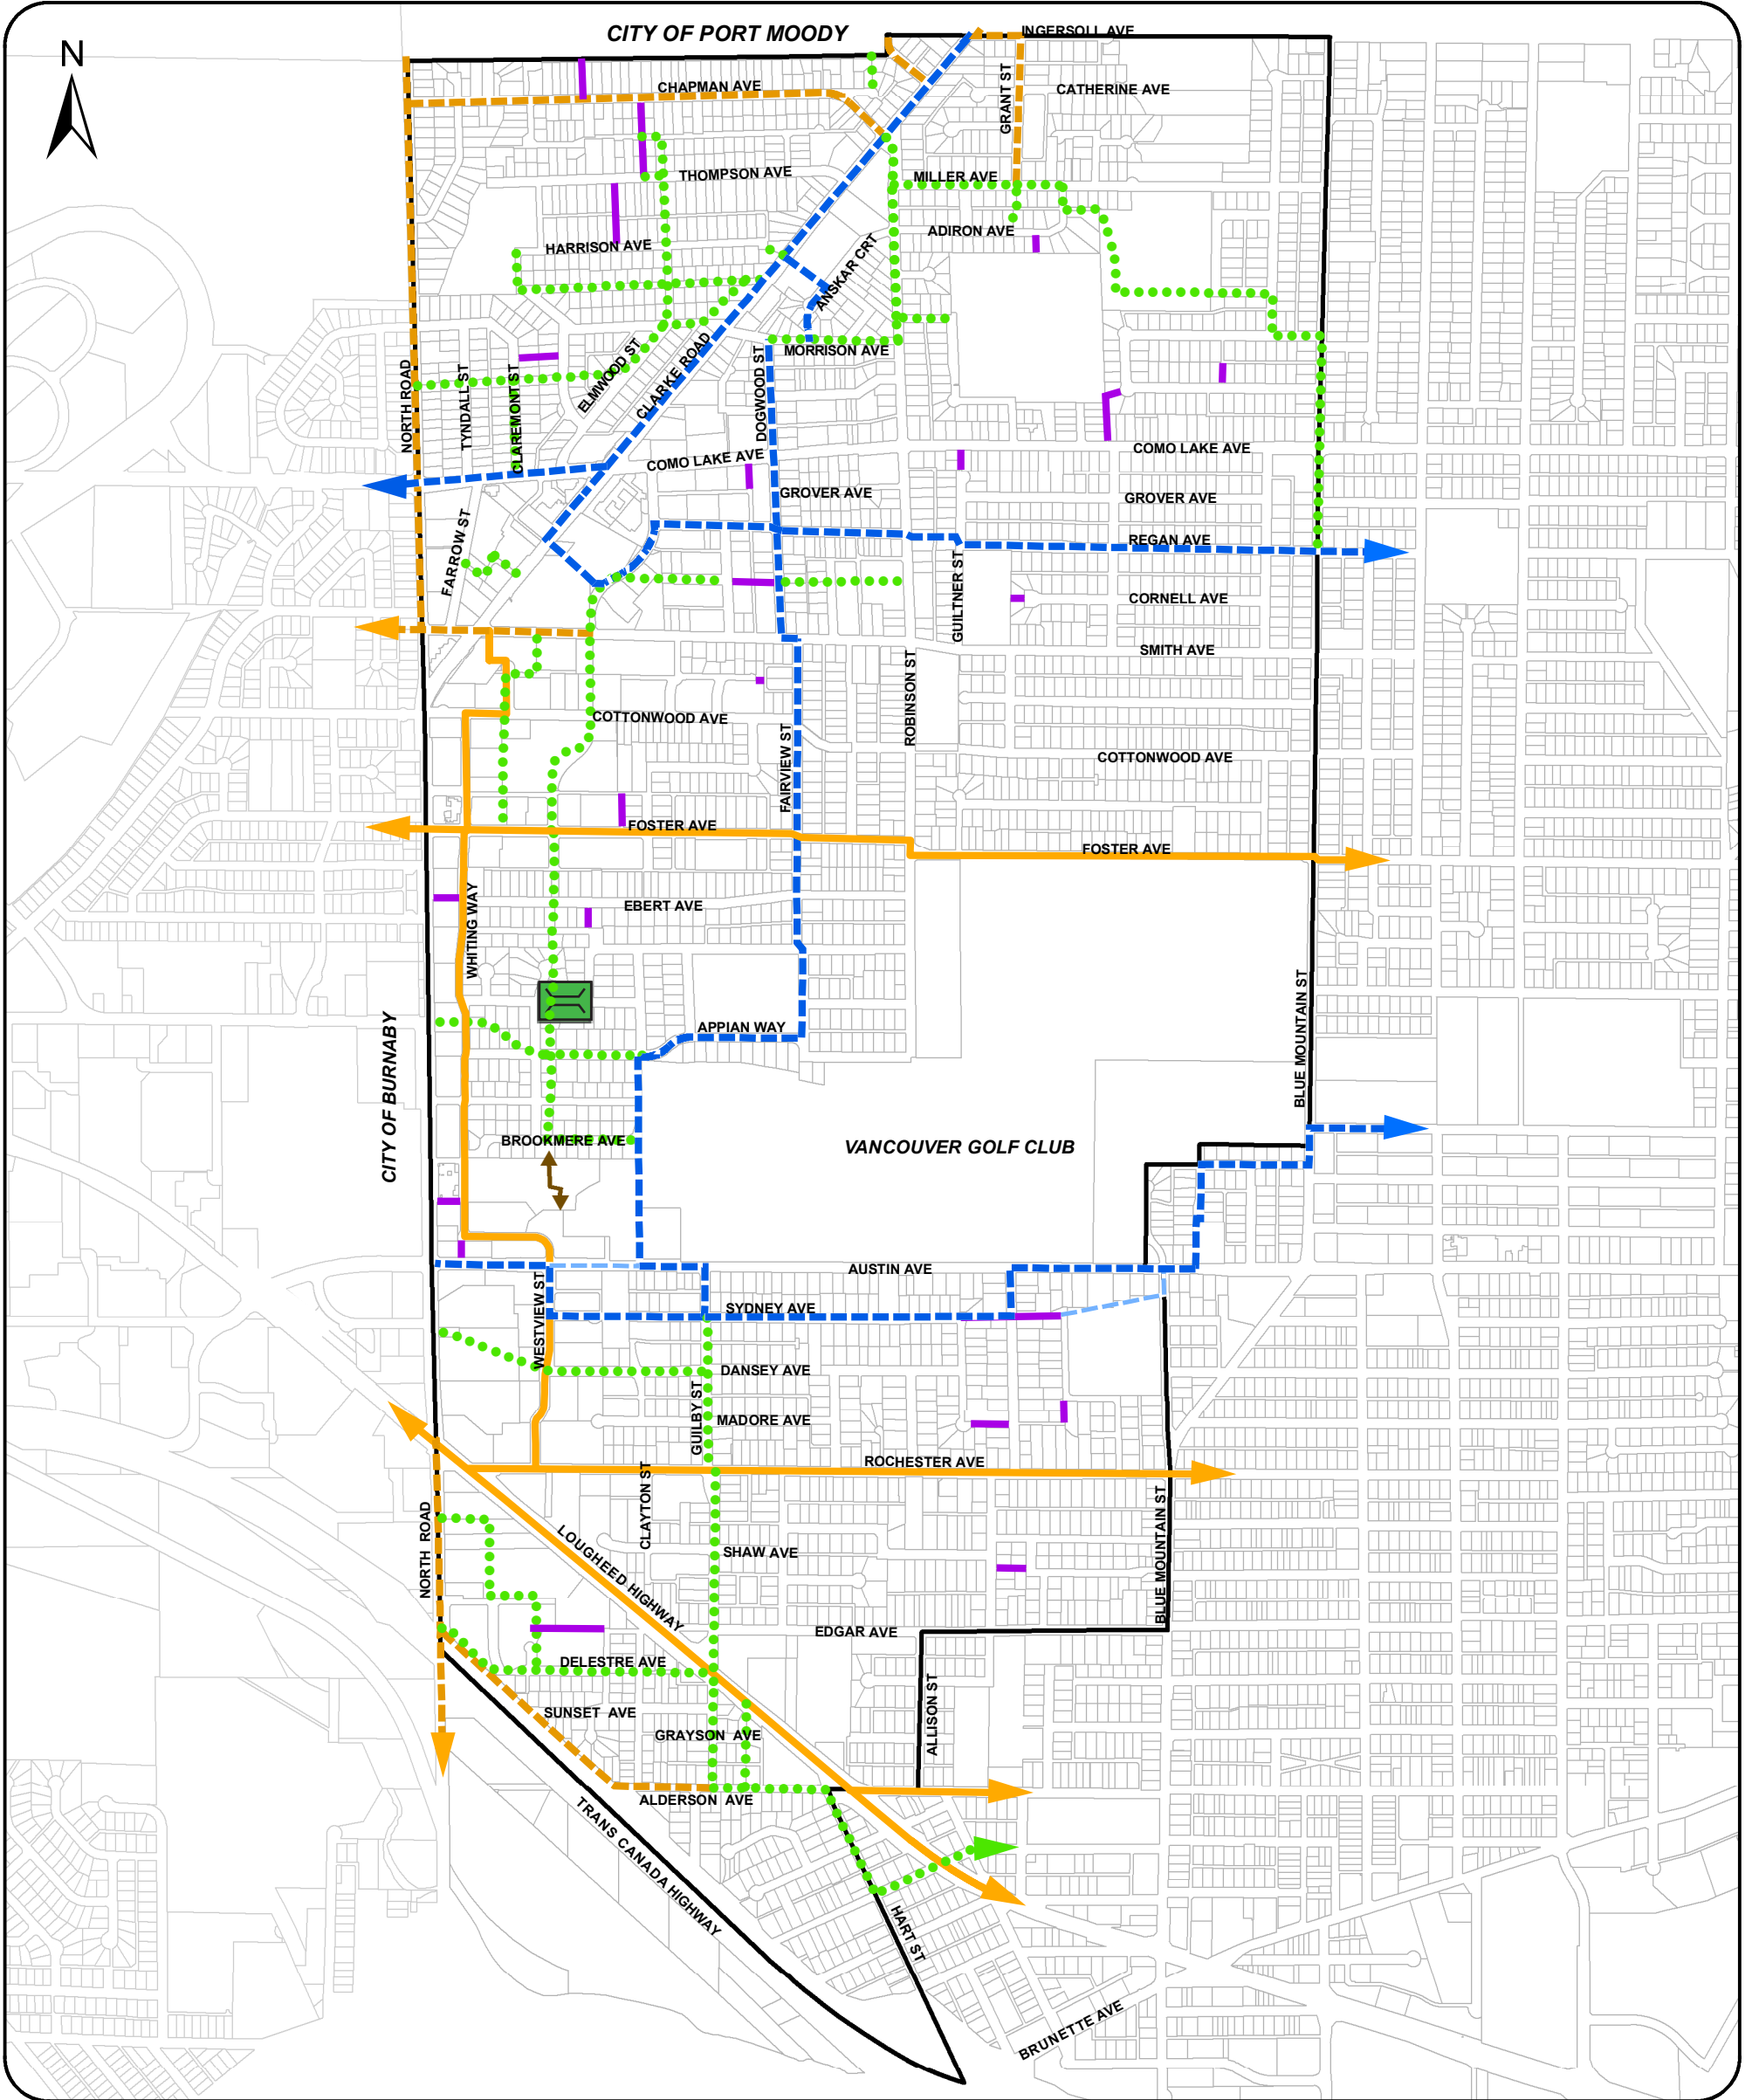 CITY OF PORT MOODY
INGERSOLL AVE
N
CHAPMAN AVE
GRANT ST
CATHERINE AVE
THOMPSON AVE
MILLER AVE
HARRISON AVE
ADIRON AVE
ANSKAR CRT
MORRISON AVE
NORTH ROAD
TYNDALL ST
CLAREMONT ST
ELMWOOD ST
CLARKE ROAD
DOGWOOD ST
COMO LAKE AVE
COMO LAKE AVE
GROVER AVE
GROVER AVE
FARROW ST
REGAN AVE
GUILTNER ST
CORNELL AVE
SMITH AVE
ROBINSON ST
COTTONWOOD AVE
FAIRVIEW ST
COTTONWOOD AVE
FOSTER AVE
FOSTER AVE
WHITING WAY
EBERT AVE
BLUE MOUNTAIN ST
CITY OF BURNABY
APPIAN WAY
BROOKMERE AVE
VANCOUVER GOLF CLUB
AUSTIN AVE
WESTVIEW ST
SYDNEY AVE
DANSEY AVE
GUILBY ST
MADORE AVE
ROCHESTER AVE
CLAYTON ST
NORTH ROAD
LOUGHEED HIGHWAY
SHAW AVE
BLUE MOUNTAIN ST
EDGAR AVE
DELESTRE AVE
ALLISON ST
SUNSET AVE
GRAYSON AVE
ALDERSON AVE
TRANS CANADA HIGHWAY
HART ST
BRUNETTE AVE